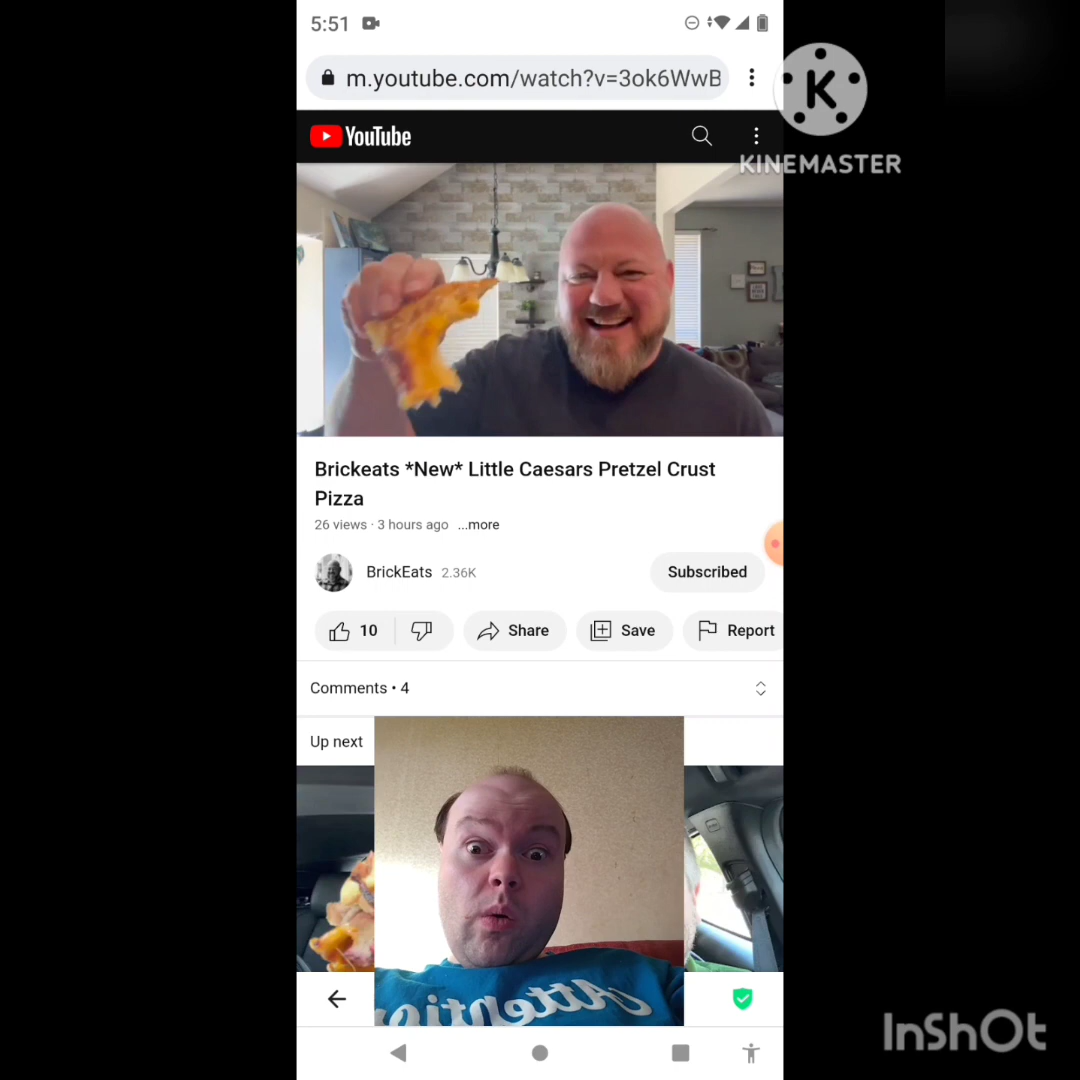 5:51
m.youtube.com/watch?v=3ok6WwB
K
KINEMASTER
YouTube
Brickeats *New* Little Caesars Pretzel Crust
Pizza
26 views · 3 hours ago ...more
BrickEats 2.36K
Subscribed
10
Share
Save
Report
Comments • 4
Up next
Attention
InShOt